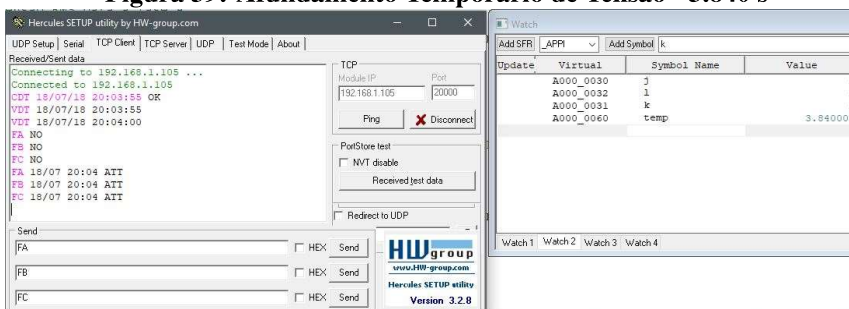 Figura 39: Afundamento Temporário de Tensão - 3.840 s
Hercules SETUP utility by HW-group.com
UDP Setup | Serial | TCP Client | TCP Server | UDP | Test Mode | About
Received/Sent data
Connecting to 192.168.1.105 ...
Connected to 192.168.1.105
CDT 18/07/18 20:03:55 OK
VDT 18/07/18 20:03:55
VDT 18/07/18 20:04:00
FA NO
FB NO
FC NO
FA 18/07 20:04 ATT
FB 18/07 20:04 ATT
FC 18/07 20:04 ATT
TCP
Module IP Port
192.168.1.105 20000
Ping Disconnect
PortStore test
NVT disable
Received test data
Redirect to UDP
Send
FA HEX Send
FB HEX Send
FC HEX Send
HW group
www.HW-group.com
Hercules SETUP utility
Version 3.2.8
Watch
Add SFR _APPI Add Symbol k
Update Virtual Symbol Name Value
A000_0030 j
A000_0032 l
A000_0031 k
A000_0060 temp 3.84000
Watch 1 Watch 2 Watch 3 Watch 4